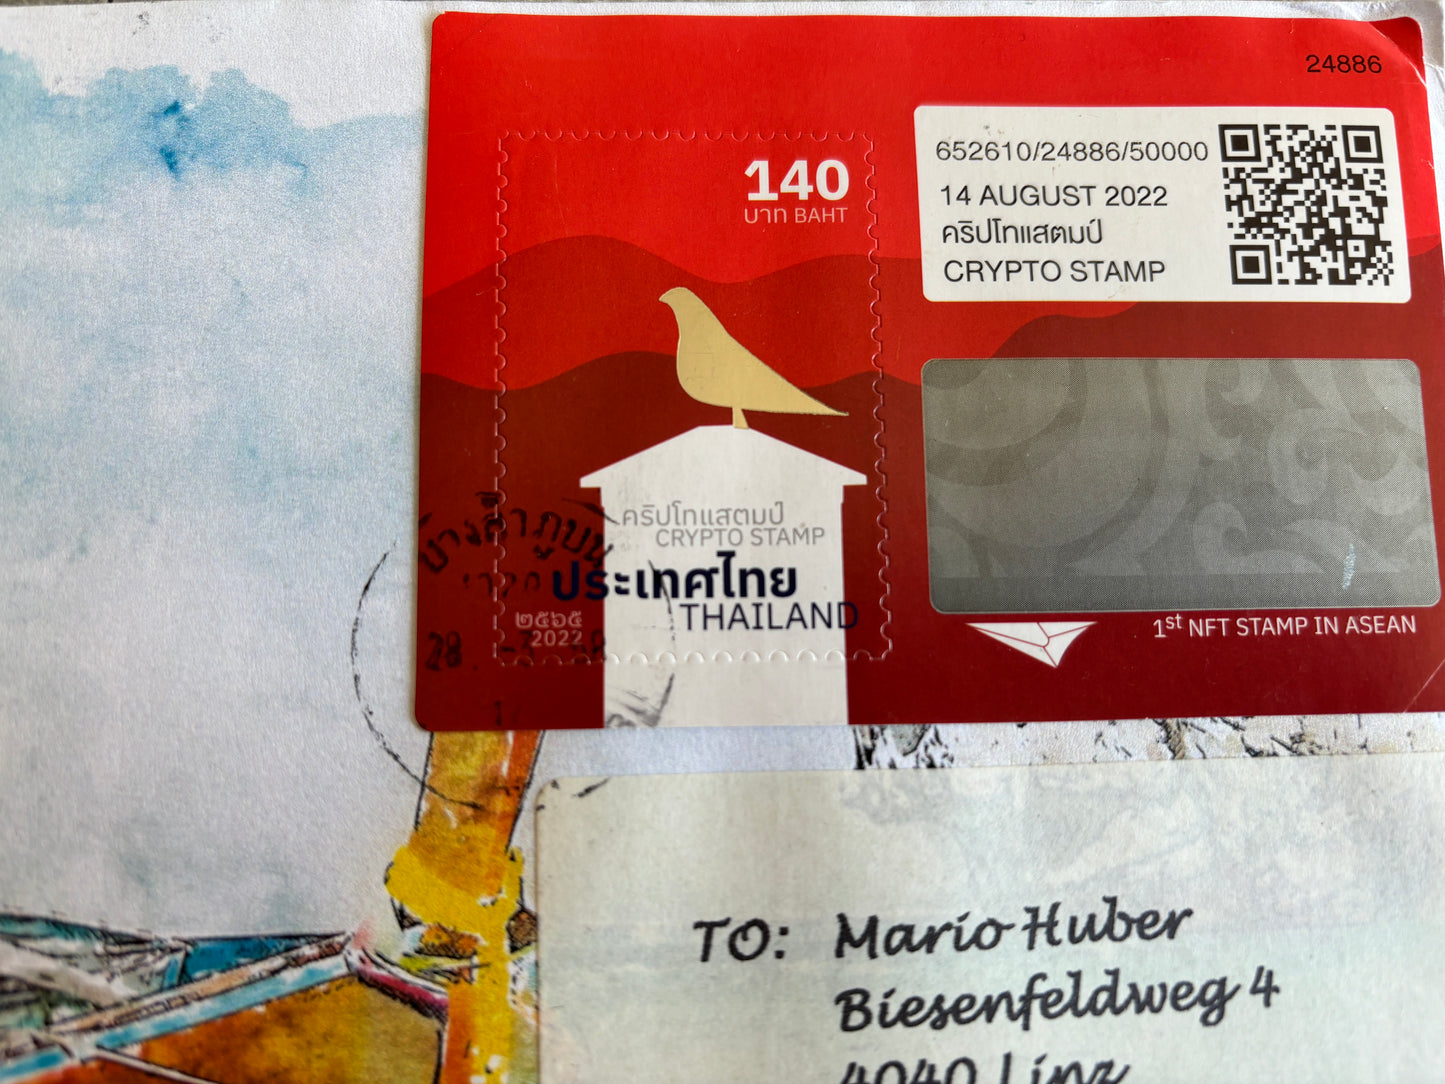 24886
140
บาท BAHT
652610/24886/50000
14 AUGUST 2022
คริปโทแสตมป์
CRYPTO STAMP
คริปโทแสตมป์
CRYPTO STAMP
ประเทศไทย
THAILAND
๒๕๖๕
2022
28
1st NFT STAMP IN ASEAN
TO: Mario Huber
Biesenfeldweg 4
4040 Linz